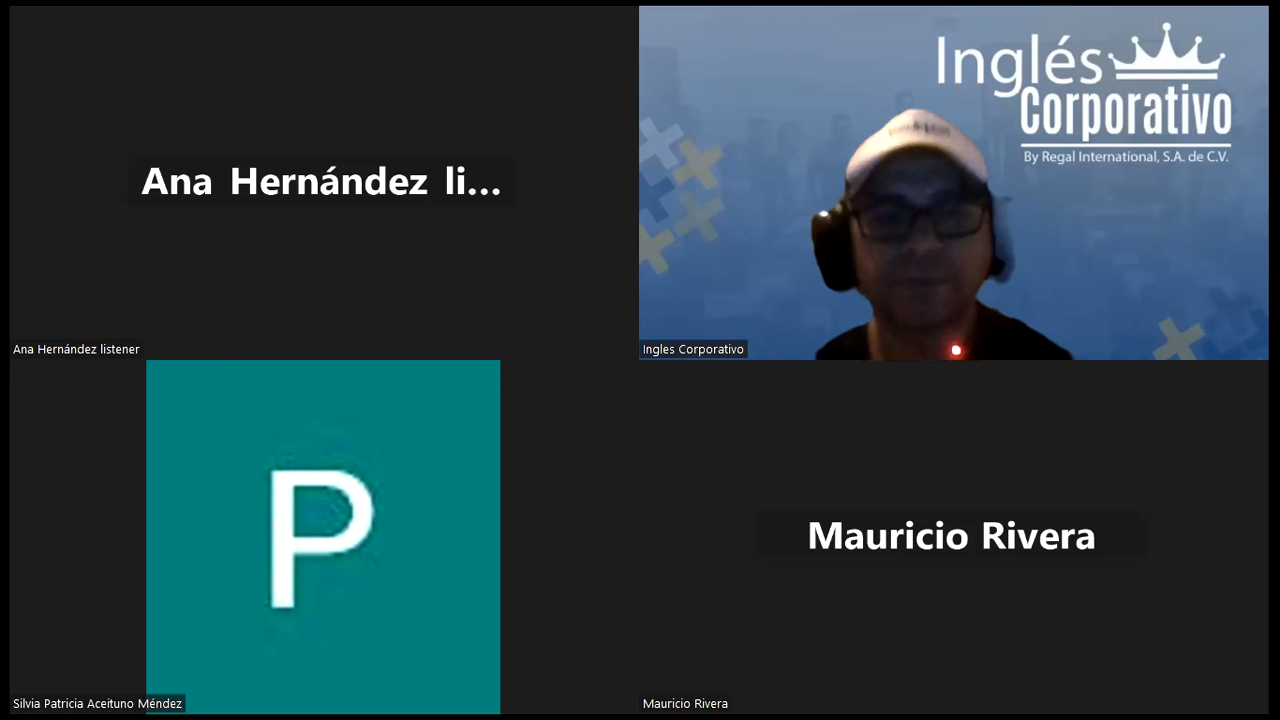 Ana Hernández li...
Ana Hernández listener
Inglés
Corporativo
By Regal International, S.A. de C.V.
Ingles Corporativo
P
Silvia Patricia Aceituno Méndez
Mauricio Rivera
Mauricio Rivera